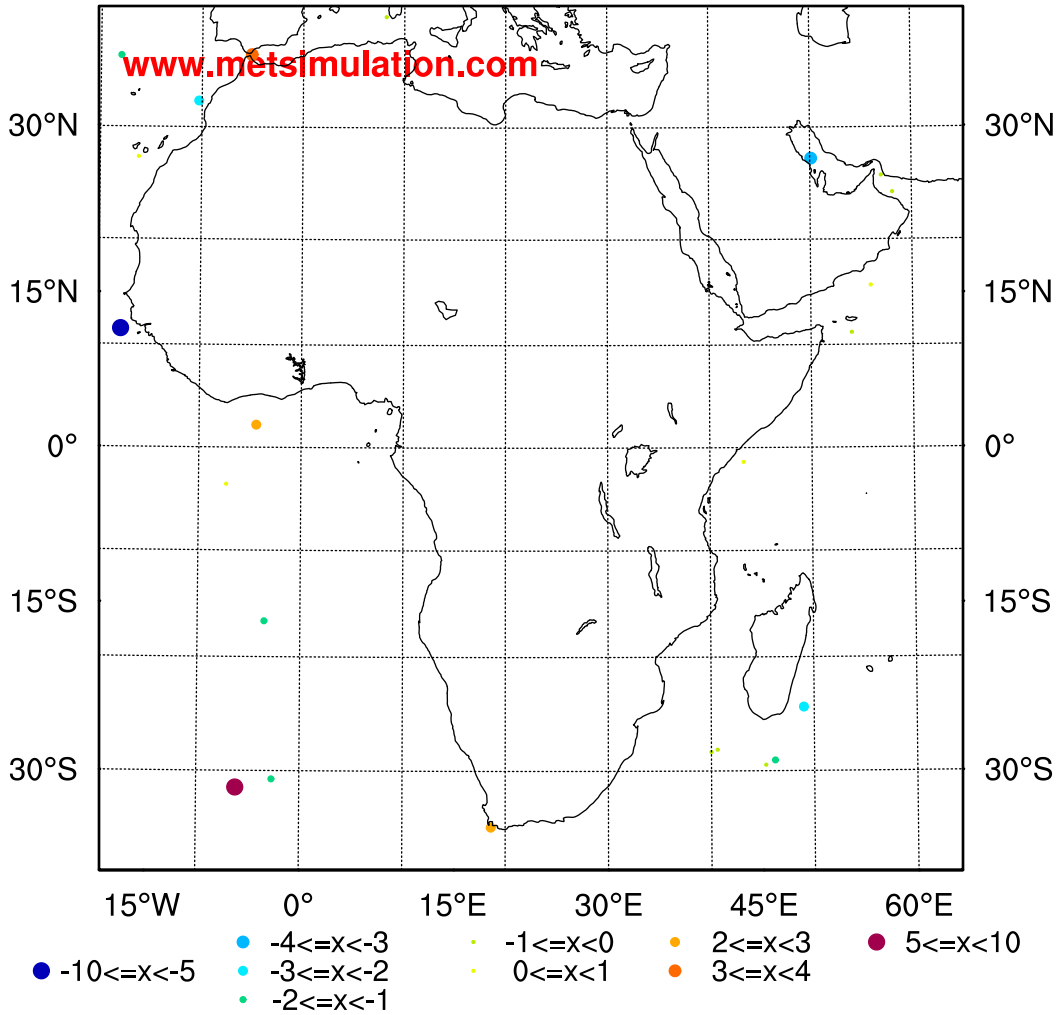 www.metsimulation.com
30°N 30°N
15°N 15°N
0° 0°
15°S 15°S
30°S 30°S
15°W 0° 15°E 30°E 45°E 60°E
-4<=x<-3 -1<=x<0 2<=x<3 5<=x<10
-10<=x<-5 -3<=x<-2 0<=x<1 3<=x<4
-2<=x<-1